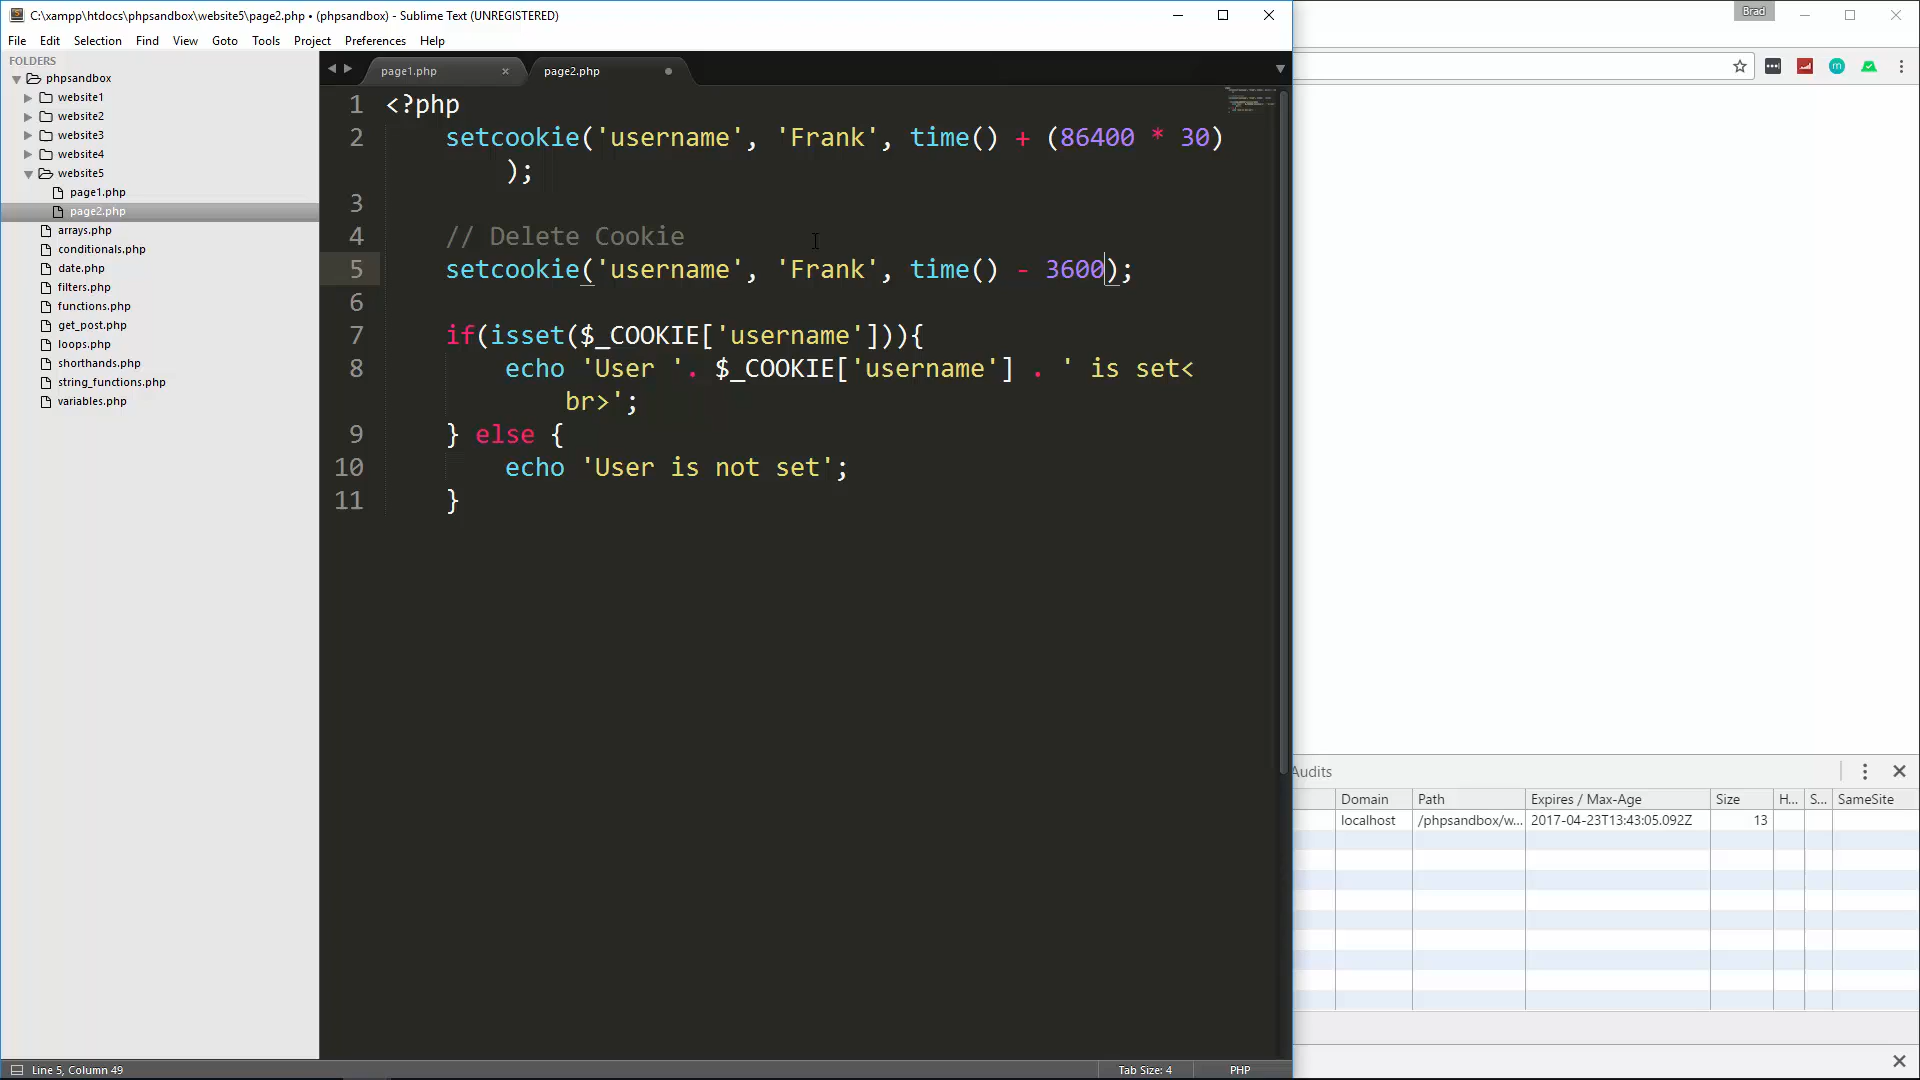 C:\xampp\htdocs\phpsandbox\website5\page2.php • (phpsandbox) - Sublime Text (UNREGISTERED)
Brad
File Edit Selection Find View Goto Tools Project Preferences Help
FOLDERS
phpsandbox
website1
website2
website3
website4
website5
page1.php
page2.php
arrays.php
conditionals.php
date.php
filters.php
functions.php
get_post.php
loops.php
shorthands.php
string_functions.php
variables.php
page1.php × page2.php
1 <?php
2 setcookie('username', 'Frank', time() + (86400 * 30)
);
3
4 // Delete Cookie
5 setcookie('username', 'Frank', time() - 3600);
6
7 if(isset($_COOKIE['username'])){
8 echo 'User '. $_COOKIE['username'] . ' is set<
br>';
9 } else {
10 echo 'User is not set';
11 }
Audits
Domain Path Expires / Max-Age Size H... S... SameSite
localhost /phpsandbox/w... 2017-04-23T13:43:05.092Z 13
Line 5, Column 49 Tab Size: 4 PHP